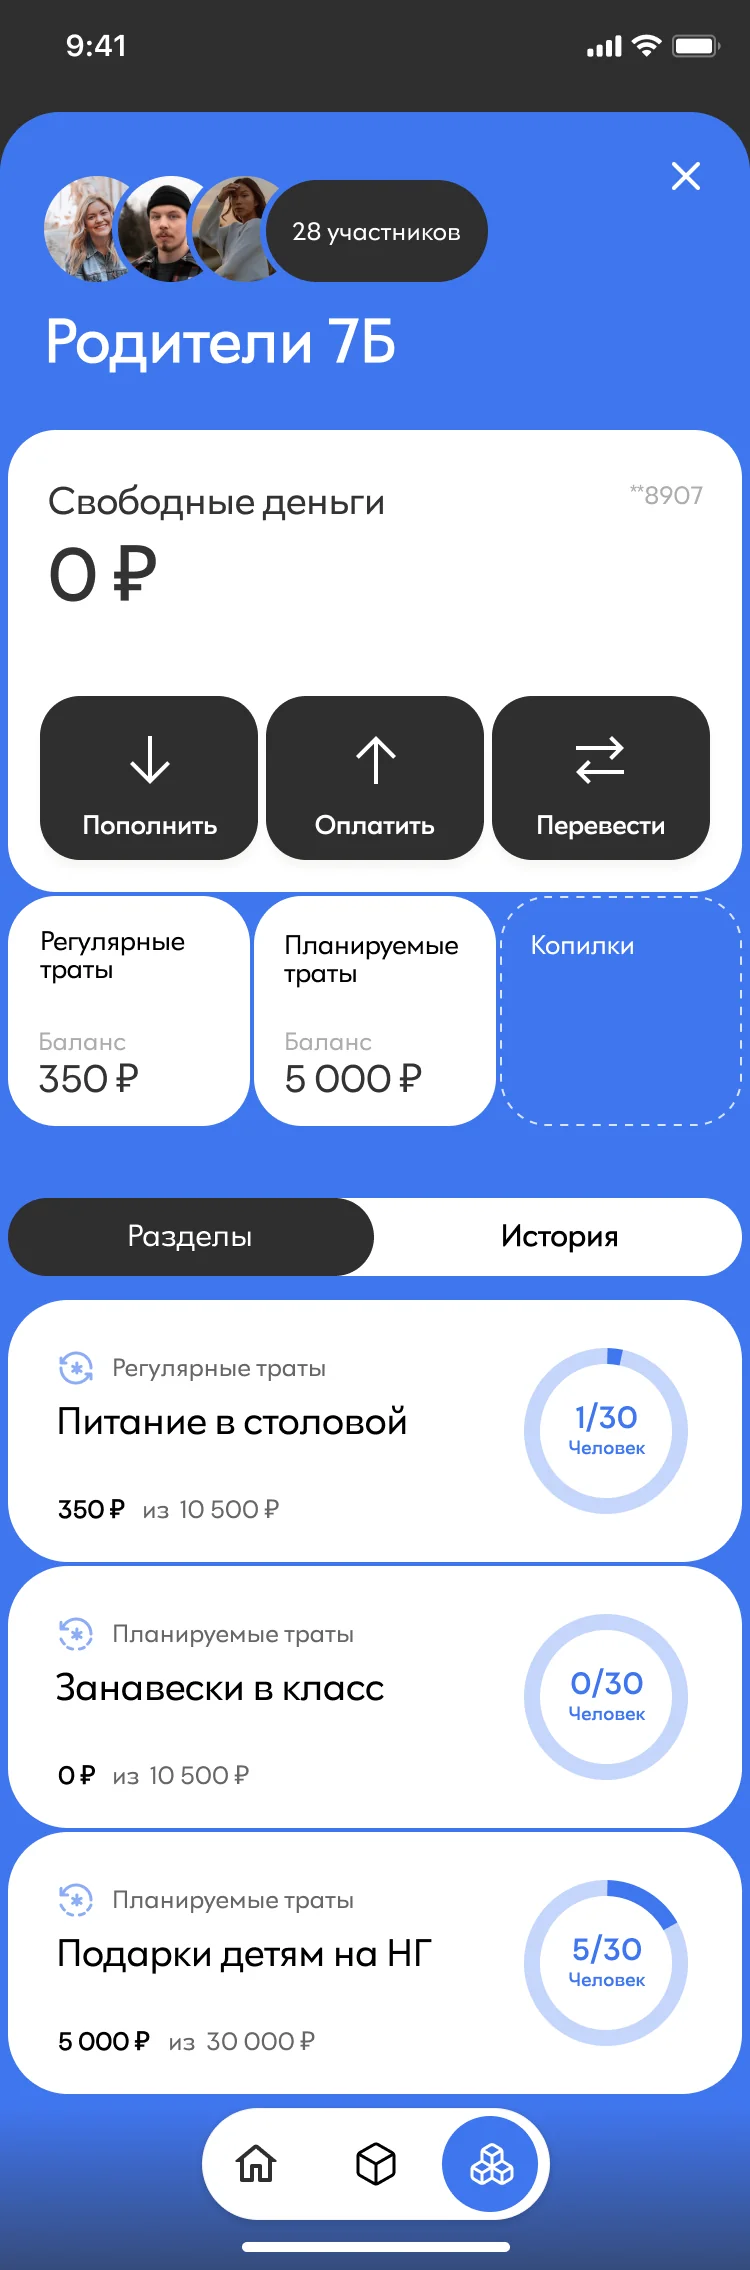 9:41
28 участников
Родители 7Б
Свободные деньги
**8907
0 ₽
Пополнить
Оплатить
Перевести
Регулярные
траты
Баланс
350 ₽
Планируемые
траты
Баланс
5 000 ₽
Копилки
Разделы
История
Регулярные траты
Питание в столовой
350 ₽ из 10 500 ₽
1/30
Человек
Планируемые траты
Занавески в класс
0 ₽ из 10 500 ₽
0/30
Человек
Планируемые траты
Подарки детям на НГ
5 000 ₽ из 30 000 ₽
5/30
Человек